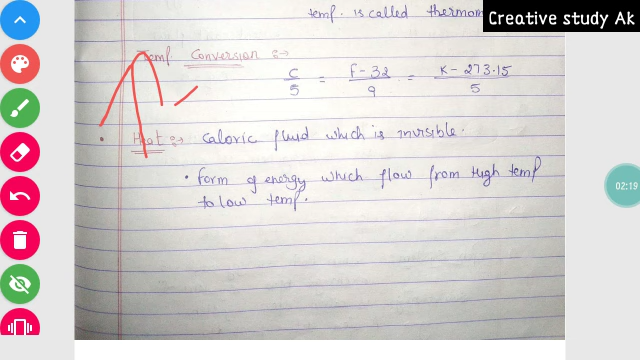 Creative study Ak
temp. is called thermom
Temp Conversion :-
C/5 = F-32/9 = K-273.15/5
• Heat :- Caloric fluid which is invisible.
• form of energy which flow from High temp
to low temp.
02:19